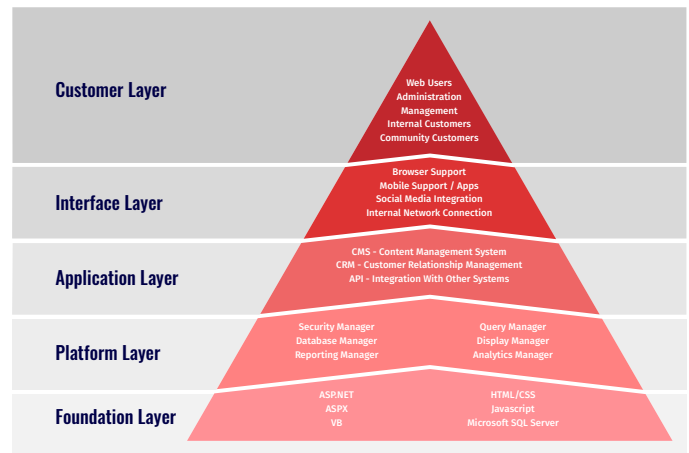 Customer Layer
Web Users
Administration
Management
Internal Customers
Community Customers
Interface Layer
Browser Support
Mobile Support / Apps
Social Media Integration
Internal Network Connection
Application Layer
CMS - Content Management System
CRM - Customer Relationship Management
API - Integration With Other Systems
Platform Layer
Security Manager
Database Manager
Reporting Manager
Query Manager
Display Manager
Analytics Manager
Foundation Layer
ASP.NET
ASPX
VB
HTML/CSS
Javascript
Microsoft SQL Server